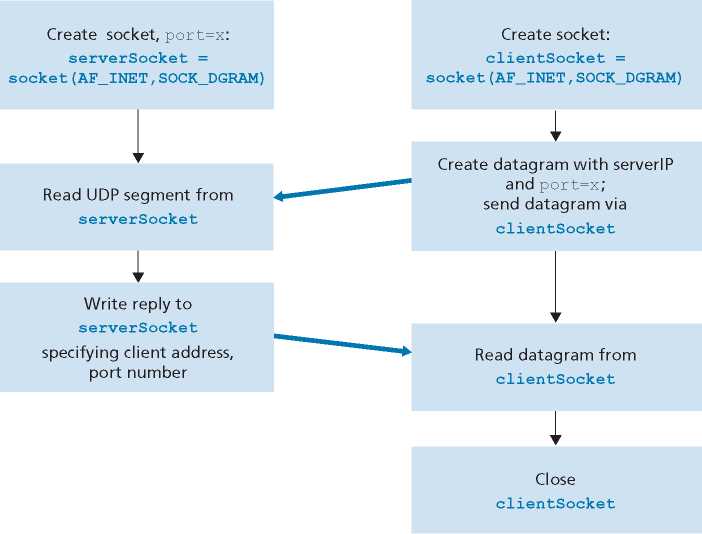 Create socket, port=x:
serverSocket =
socket(AF_INET,SOCK_DGRAM)
Read UDP segment from
serverSocket
Write reply to
serverSocket
specifying client address,
port number
Create socket:
clientSocket =
socket(AF_INET,SOCK_DGRAM)
Create datagram with serverIP
and port=x;
send datagram via
clientSocket
Read datagram from
clientSocket
Close
clientSocket